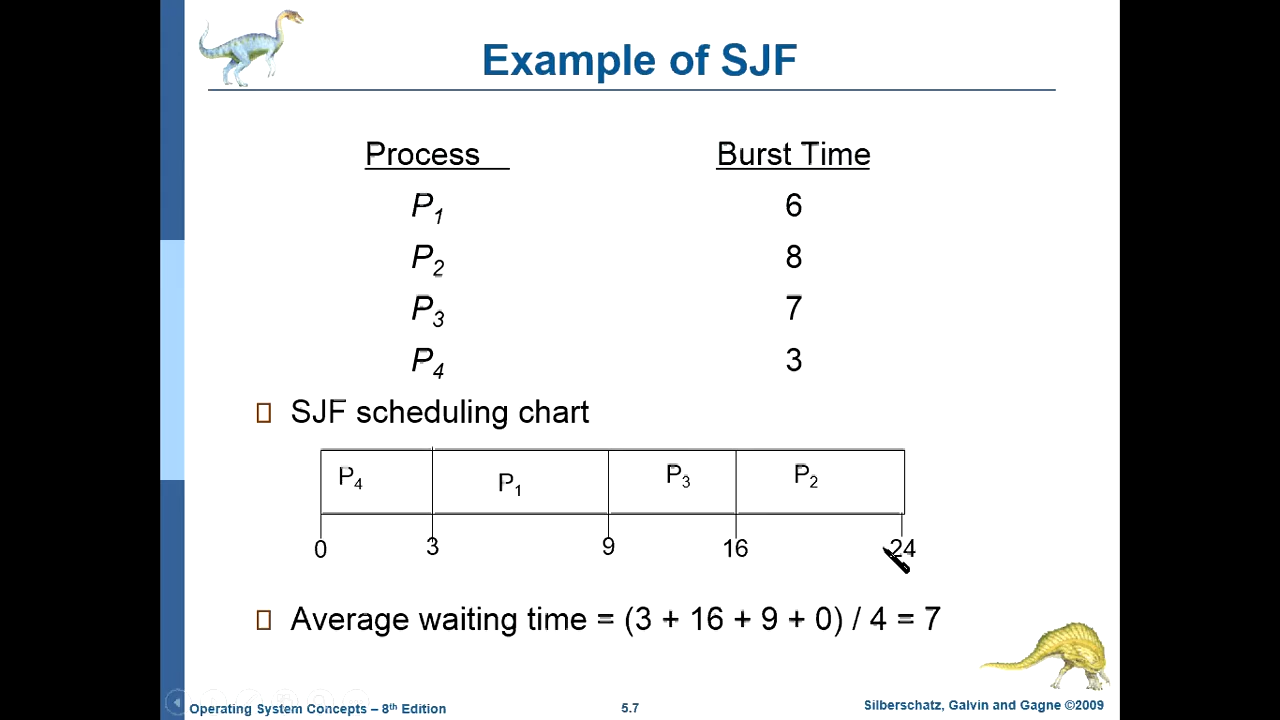 Example of SJF
Process Burst Time
P1 6
P2 8
P3 7
P4 3
SJF scheduling chart
P4 P1 P3 P2
0 3 9 16 24
Average waiting time = (3 + 16 + 9 + 0) / 4 = 7
Operating System Concepts – 8th Edition 5.7 Silberschatz, Galvin and Gagne ©2009